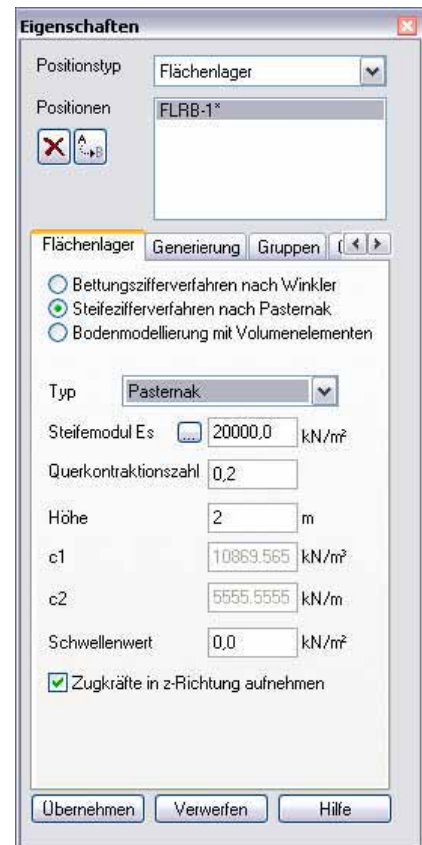 Eigenschaften
Positionstyp
Flächenlager
Positionen
FLRB-1*
A
B
Flächenlager Generierung Gruppen
Bettungszifferverfahren nach Winkler
Steifezifferverfahren nach Pasternak
Bodenmodellierung mit Volumenelementen
Typ Pasternak
Steifemodul Es ... 20000,0 kN/m²
Querkontraktionszahl 0,2
Höhe 2 m
c1 10869.565 kN/m³
c2 5555.5555 kN/m
Schwellenwert 0,0 kN/m²
Zugkräfte in z-Richtung aufnehmen
Übernehmen Verwerfen Hilfe